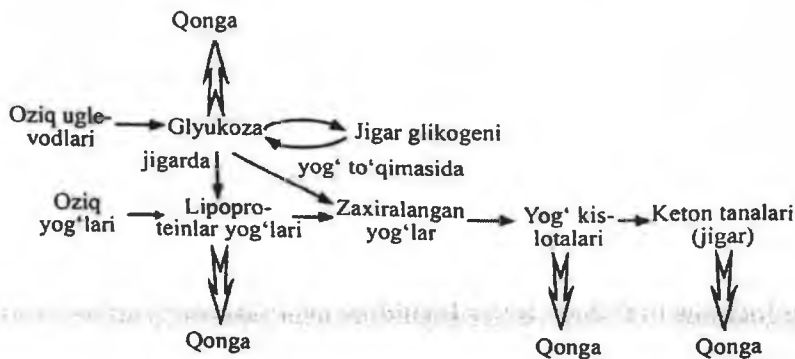 Qonga
Oziq ugle-
vodlari
Glyukoza
Jigar glikogeni
jigarda
yog‘ to‘qimasida
Oziq
yog‘lari
Lipopro-
teinlar yog‘lari
Zaxiralangan
yog‘lar
Yog‘ kis-
lotalari
Keton tanalari
(jigar)
Qonga
Qonga
Qonga